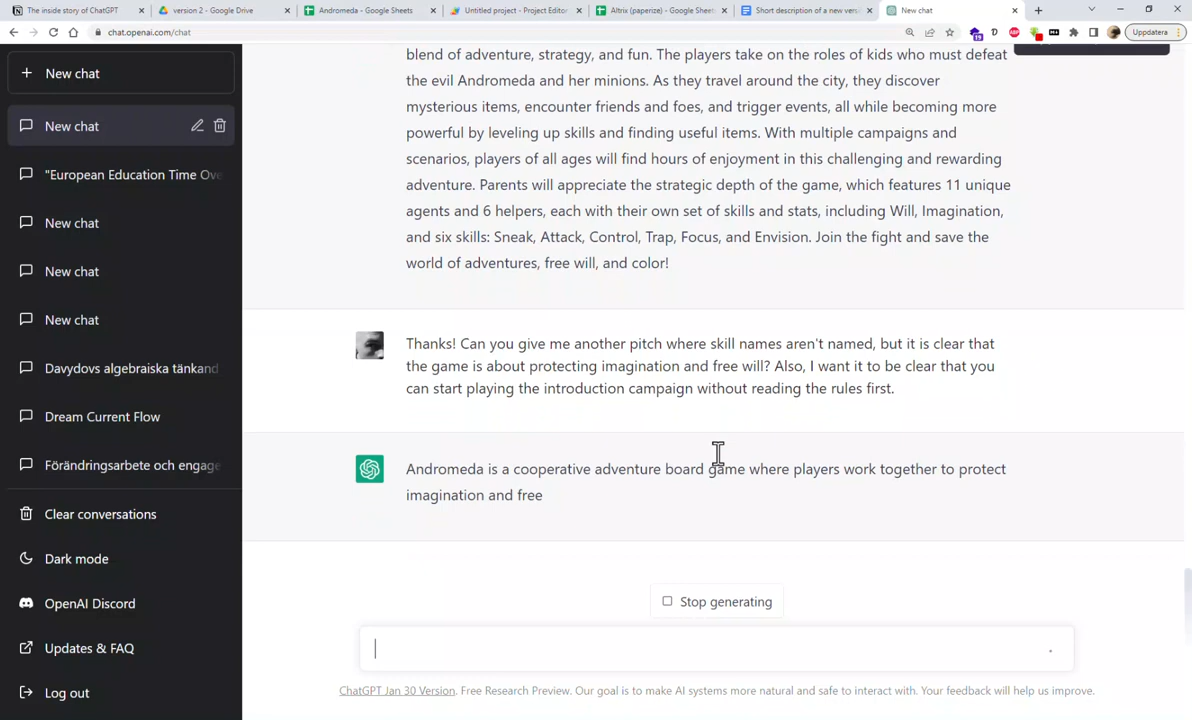 The inside story of ChatGPT
version 2 - Google Drive
Andromeda - Google Sheets
Untitled project - Project Editor
Altrix (paperize) - Google Sheet
Short description of a new vers
New chat
chat.openai.com/chat
Uppdatera
New chat
New chat
"European Education Time Ove
New chat
New chat
New chat
Davydovs algebraiska tänkand
Dream Current Flow
Förändringsarbete och engage
Clear conversations
Dark mode
OpenAI Discord
Updates & FAQ
Log out
blend of adventure, strategy, and fun. The players take on the roles of kids who must defeat
the evil Andromeda and her minions. As they travel around the city, they discover
mysterious items, encounter friends and foes, and trigger events, all while becoming more
powerful by leveling up skills and finding useful items. With multiple campaigns and
scenarios, players of all ages will find hours of enjoyment in this challenging and rewarding
adventure. Parents will appreciate the strategic depth of the game, which features 11 unique
agents and 6 helpers, each with their own set of skills and stats, including Will, Imagination,
and six skills: Sneak, Attack, Control, Trap, Focus, and Envision. Join the fight and save the
world of adventures, free will, and color!
Thanks! Can you give me another pitch where skill names aren't named, but it is clear that
the game is about protecting imagination and free will? Also, I want it to be clear that you
can start playing the introduction campaign without reading the rules first.
Andromeda is a cooperative adventure board game where players work together to protect
imagination and free
Stop generating
ChatGPT Jan 30 Version. Free Research Preview. Our goal is to make AI systems more natural and safe to interact with. Your feedback will help us improve.